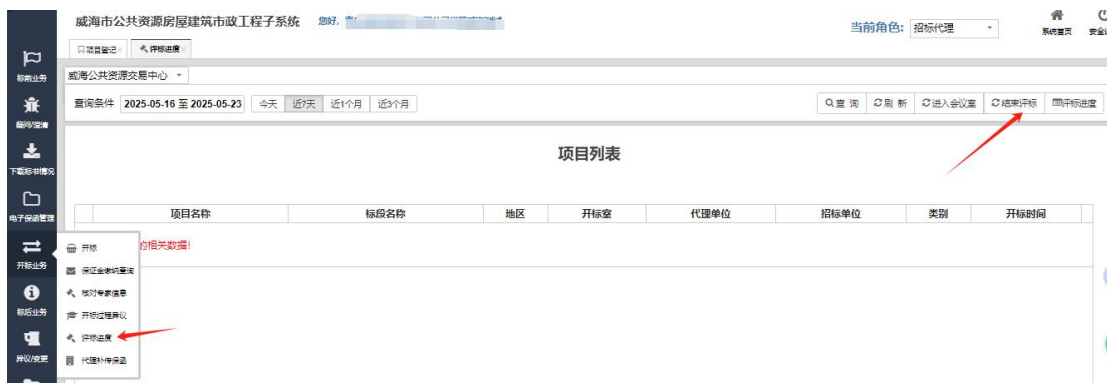 威海市公共资源房屋建筑市政工程子系统 您好,
当前角色: 招标代理
系统首页
项目登记× 评标进度×
标前业务
疑问/澄清
下载标书情况
电子保函管理
开标业务
标后业务
异议/变更
威海公共资源交易中心
查询条件 2025-05-16 至 2025-05-23 今天 近7天 近1个月 近3个月
查 询 刷 新 进入会议室 结束评标 评标进度
项目列表
项目名称 标段名称 地区 开标室 代理单位 招标单位 类别 开标时间
的相关数据!
开标
保证金缴纳查询
核对专家信息
开标过程异议
评标进度
代理补传保函